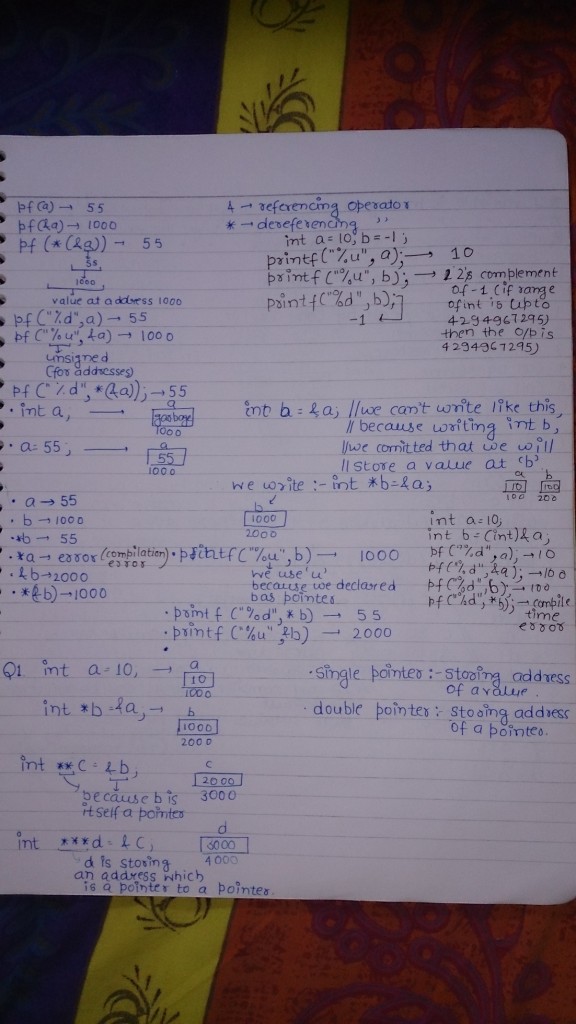 pf(a) → 55
& → referencing operator
pf(&a) → 1000
* → dereferencing ,,
pf (*(&a)) → 55
55
1000
value at address 1000
int a=10, b=-1;
printf("%u", a); → 10
printf("%u", b); → 2's complement
of -1 (if range
of int is upto
4294967295)
then the o/p is
4294967295)
printf("%d", b);
-1
pf("%d", a) → 55
pf("%u", &a) → 1000
unsigned
(for addresses)
pf("%d", *(&a)); → 55
• int a, → a
garbage
1000
• a=55; → a
55
1000
int b = &a; //we can't write like this,
// because writing int b,
//we comitted that we will
// store a value at 'b'
a b
10 100
100 200
we write :- int *b=&a;
b
1000
2000
• a → 55
• b → 1000
• *b → 55
• *a → error (compilation error)
• &b → 2000
• *(&b) → 1000
• printf("%u", b) → 1000
we use 'u'
because we declared
b as pointer
• printf("%d", *b) → 55
• printf("%u", &b) → 2000
int a=10;
int b=(int)&a;
pf("%d", a); → 10
pf("%d", &a); → 100
pf("%d", b); → 100
pf("%d", *b); → compile
time
error
Q1 int a=10, → a
10
1000
int *b=&a, → b
1000
2000
• single pointer :- storing address
of a value.
• double pointer :- storing address
of a pointer.
int **c = &b, c
2000
3000
because b is
itself a pointer
int ***d = &c, d
3000
4000
d is storing
an address which
is a pointer to a pointer.